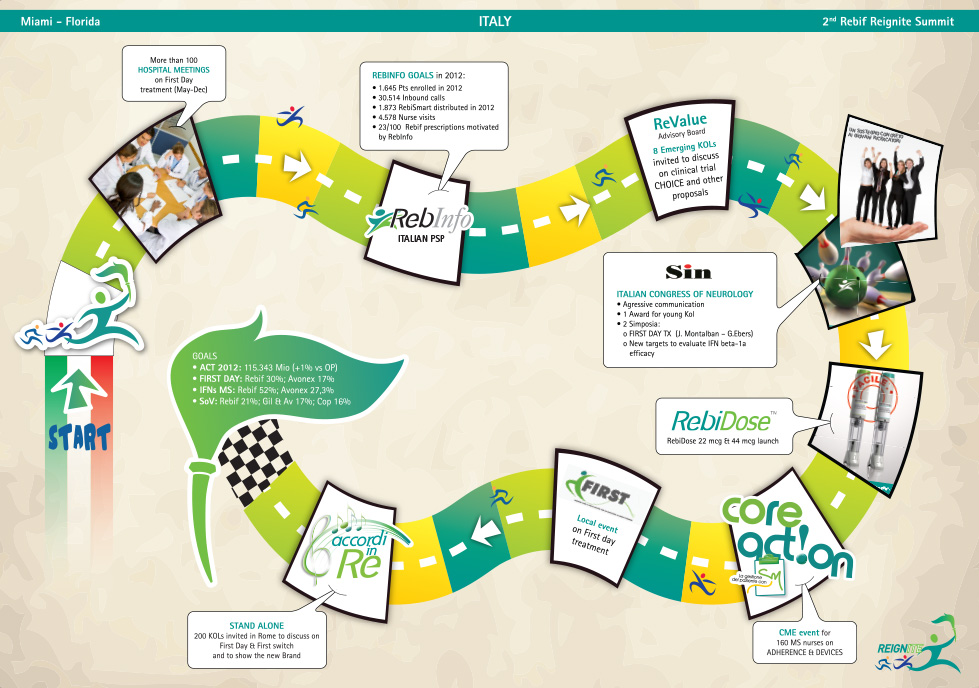 Miami - Florida
ITALY
2nd Rebif Reignite Summit
START
More than 100
HOSPITAL MEETINGS
on First Day
treatment (May-Dec)
REBINFO GOALS in 2012:
• 1.645 Pts enrolled in 2012
• 30.514 Inbound calls
• 1.873 RebiSmart distributed in 2012
• 4.578 Nurse visits
• 23/100 Rebif prescriptions motivated
by RebInfo
RebInfo
ITALIAN PSP
ReValue
Advisory Board
8 Emerging KOLs
invited to discuss
on clinical trial
CHOICE and other
proposals
Sin
ITALIAN CONGRESS OF NEUROLOGY
• Agressive communication
• 1 Award for young Kol
• 2 Simposia:
o FIRST DAY TX (J. Montalban – G.Ebers)
o New targets to evaluate IFN beta-1a
efficacy
FACILE
RebiDose™
RebiDose 22 mcg & 44 mcg launch
core
act!on
La gestione
del paziente con
SM
CME event for
160 MS nurses on
ADHERENCE & DEVICES
FIRST
Local event
on First day
treatment
accordi
in
Re
STAND ALONE
200 KOLs invited in Rome to discuss on
First Day & First switch
and to show the new Brand
GOALS
• ACT 2012: 115.343 Mio (+1% vs OP)
• FIRST DAY: Rebif 30%; Avonex 17%
• IFNs MS: Rebif 52%; Avonex 27,3%
• SoV: Rebif 21%; Gil & Av 17%; Cop 16%
REIGNITE